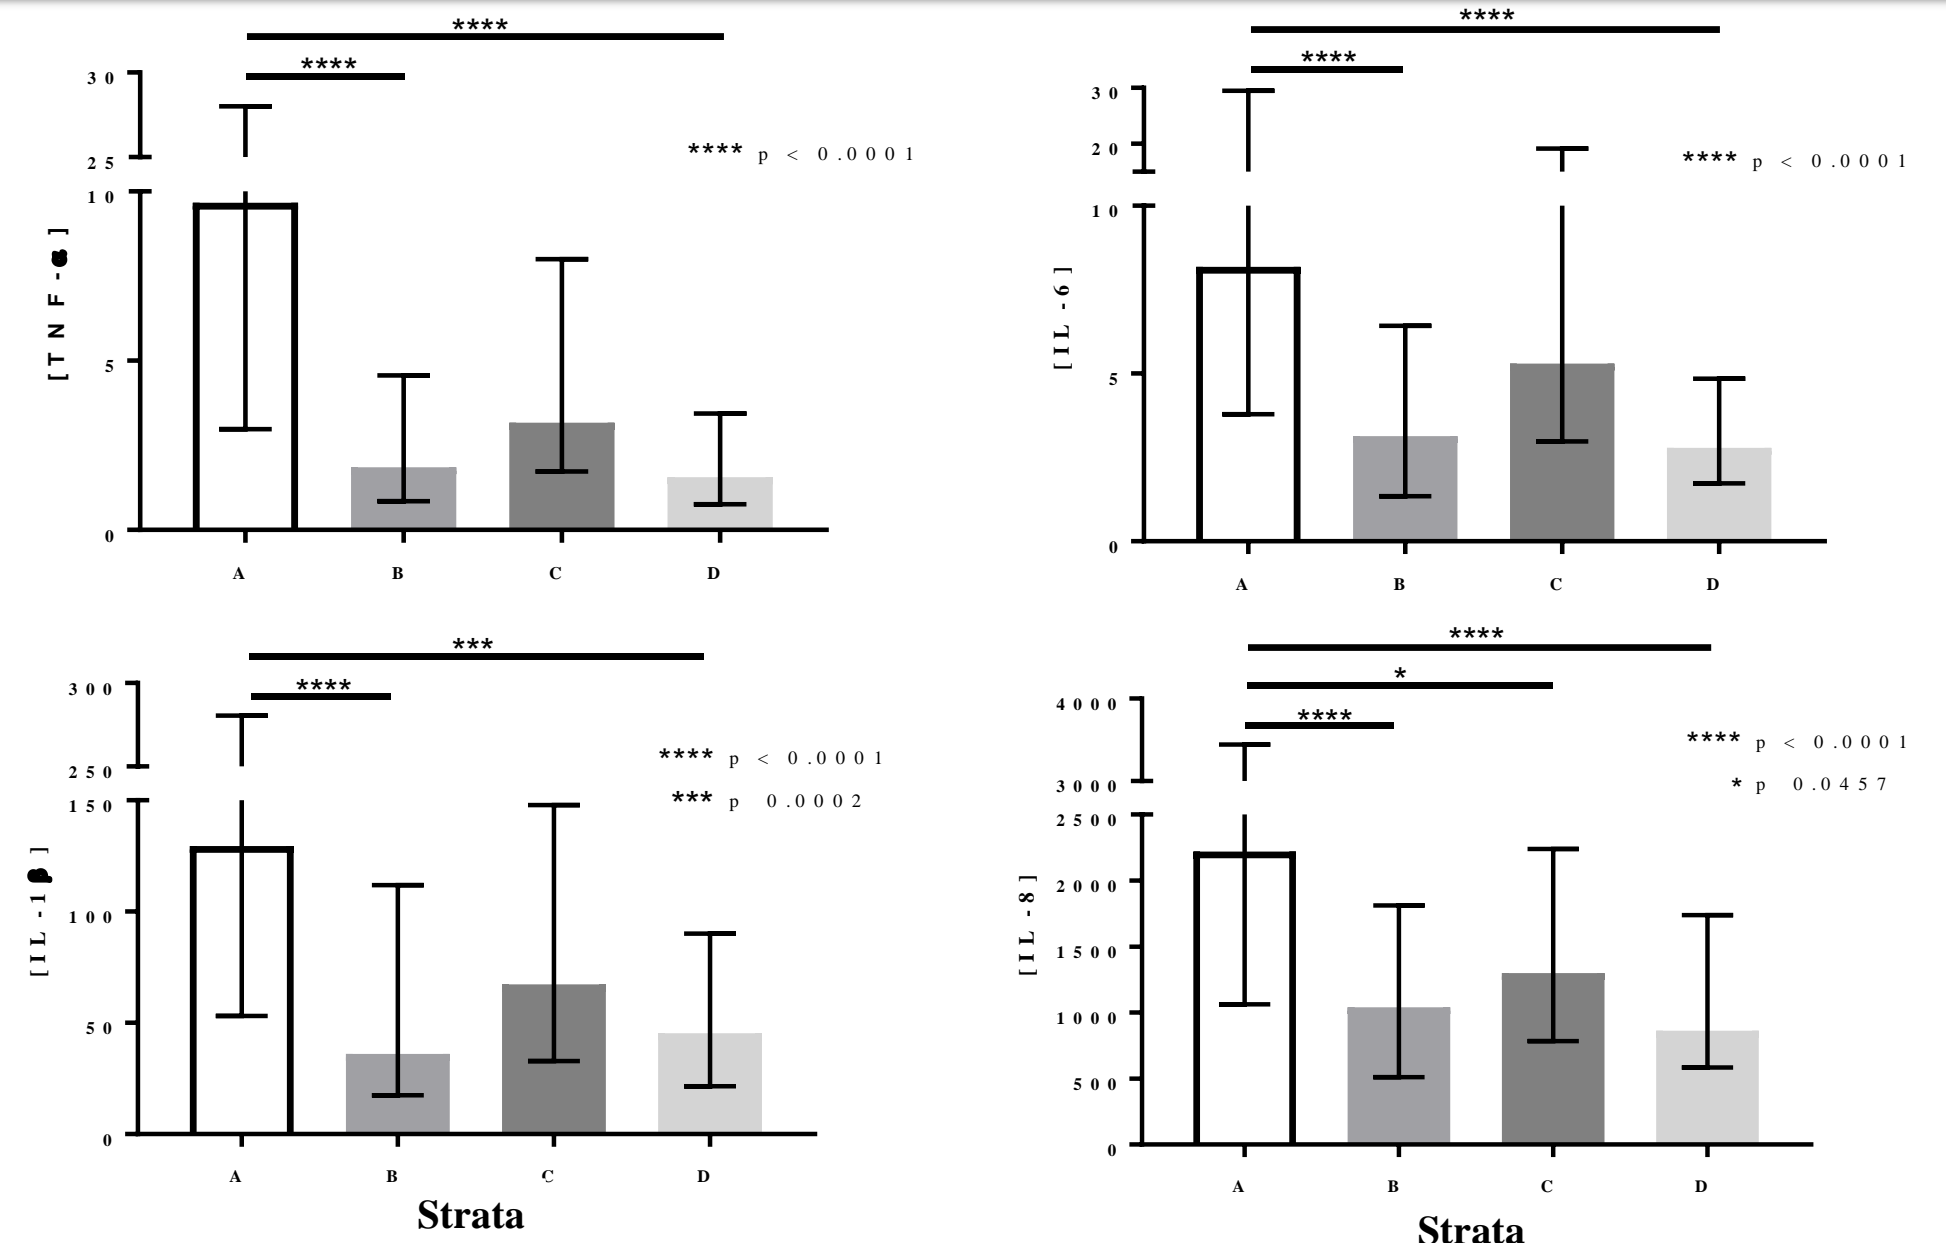 ****
****
30
25
10
5
0
[TNF-α]
**** p < 0.0001
A B C D
****
****
30
20
10
5
0
[IL-6]
**** p < 0.0001
A B C D
***
****
300
250
150
100
50
0
[IL-1β]
**** p < 0.0001
*** p 0.0002
A B C D
Strata
****
*
****
4000
3000
2500
2000
1500
1000
500
0
[IL-8]
**** p < 0.0001
* p 0.0457
A B C D
Strata